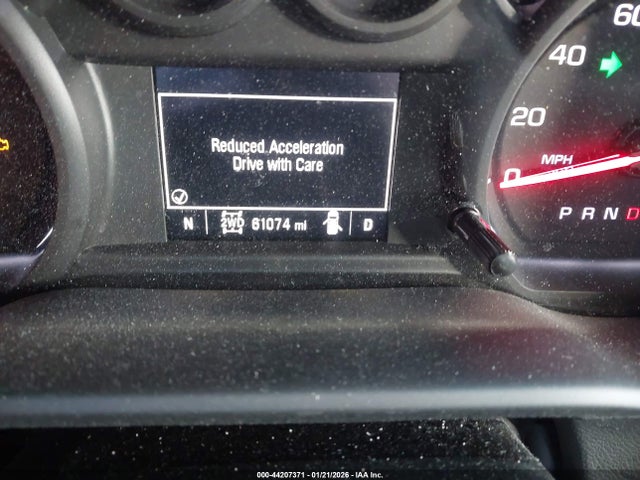 60
40
20
0
MPH
P R N D
Reduced Acceleration
Drive with Care
N 2WD 61074 mi D
000-44207371 - 01/21/2026 - IAA Inc.